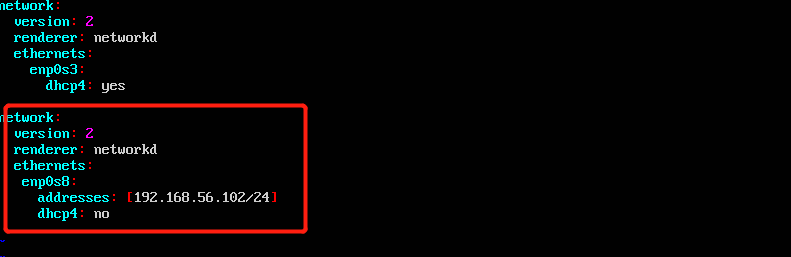 network:
  version: 2
  renderer: networkd
  ethernets:
    enp0s3:
      dhcp4: yes
network:
  version: 2
  renderer: networkd
  ethernets:
   enp0s8:
     addresses: [192.168.56.102/24]
     dhcp4: no